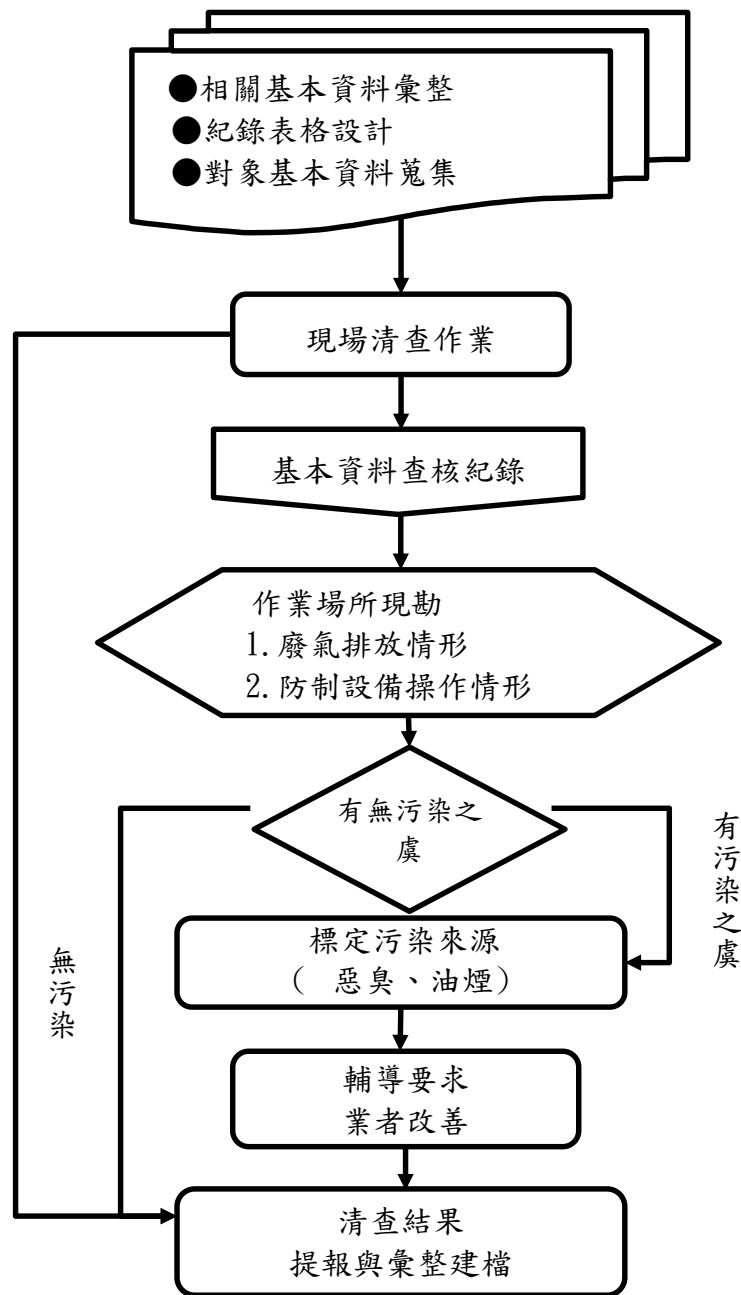 ●相關基本資料彙整
●紀錄表格設計
●對象基本資料蒐集
現場清查作業
基本資料查核紀錄
作業場所現勘
1. 廢氣排放情形
2. 防制設備操作情形
有無污染之
虞
有污染之虞
無污染
標定污染來源
( 惡臭、油煙)
輔導要求
業者改善
清查結果
提報與彙整建檔